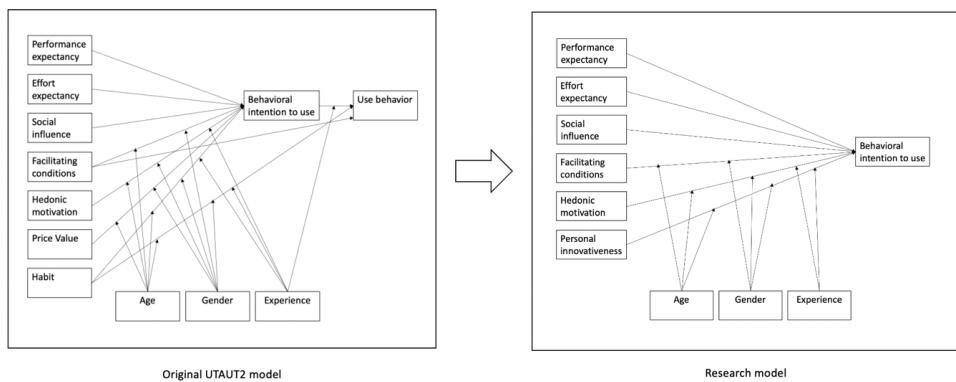 Performance
expectancy
Effort
expectancy
Social
influence
Facilitating
conditions
Hedonic
motivation
Price Value
Habit
Behavioral
intention to use
Use behavior
Age
Gender
Experience
Original UTAUT2 model
Performance
expectancy
Effort
expectancy
Social
influence
Facilitating
conditions
Hedonic
motivation
Personal
innovativeness
Behavioral
intention to use
Age
Gender
Experience
Research model